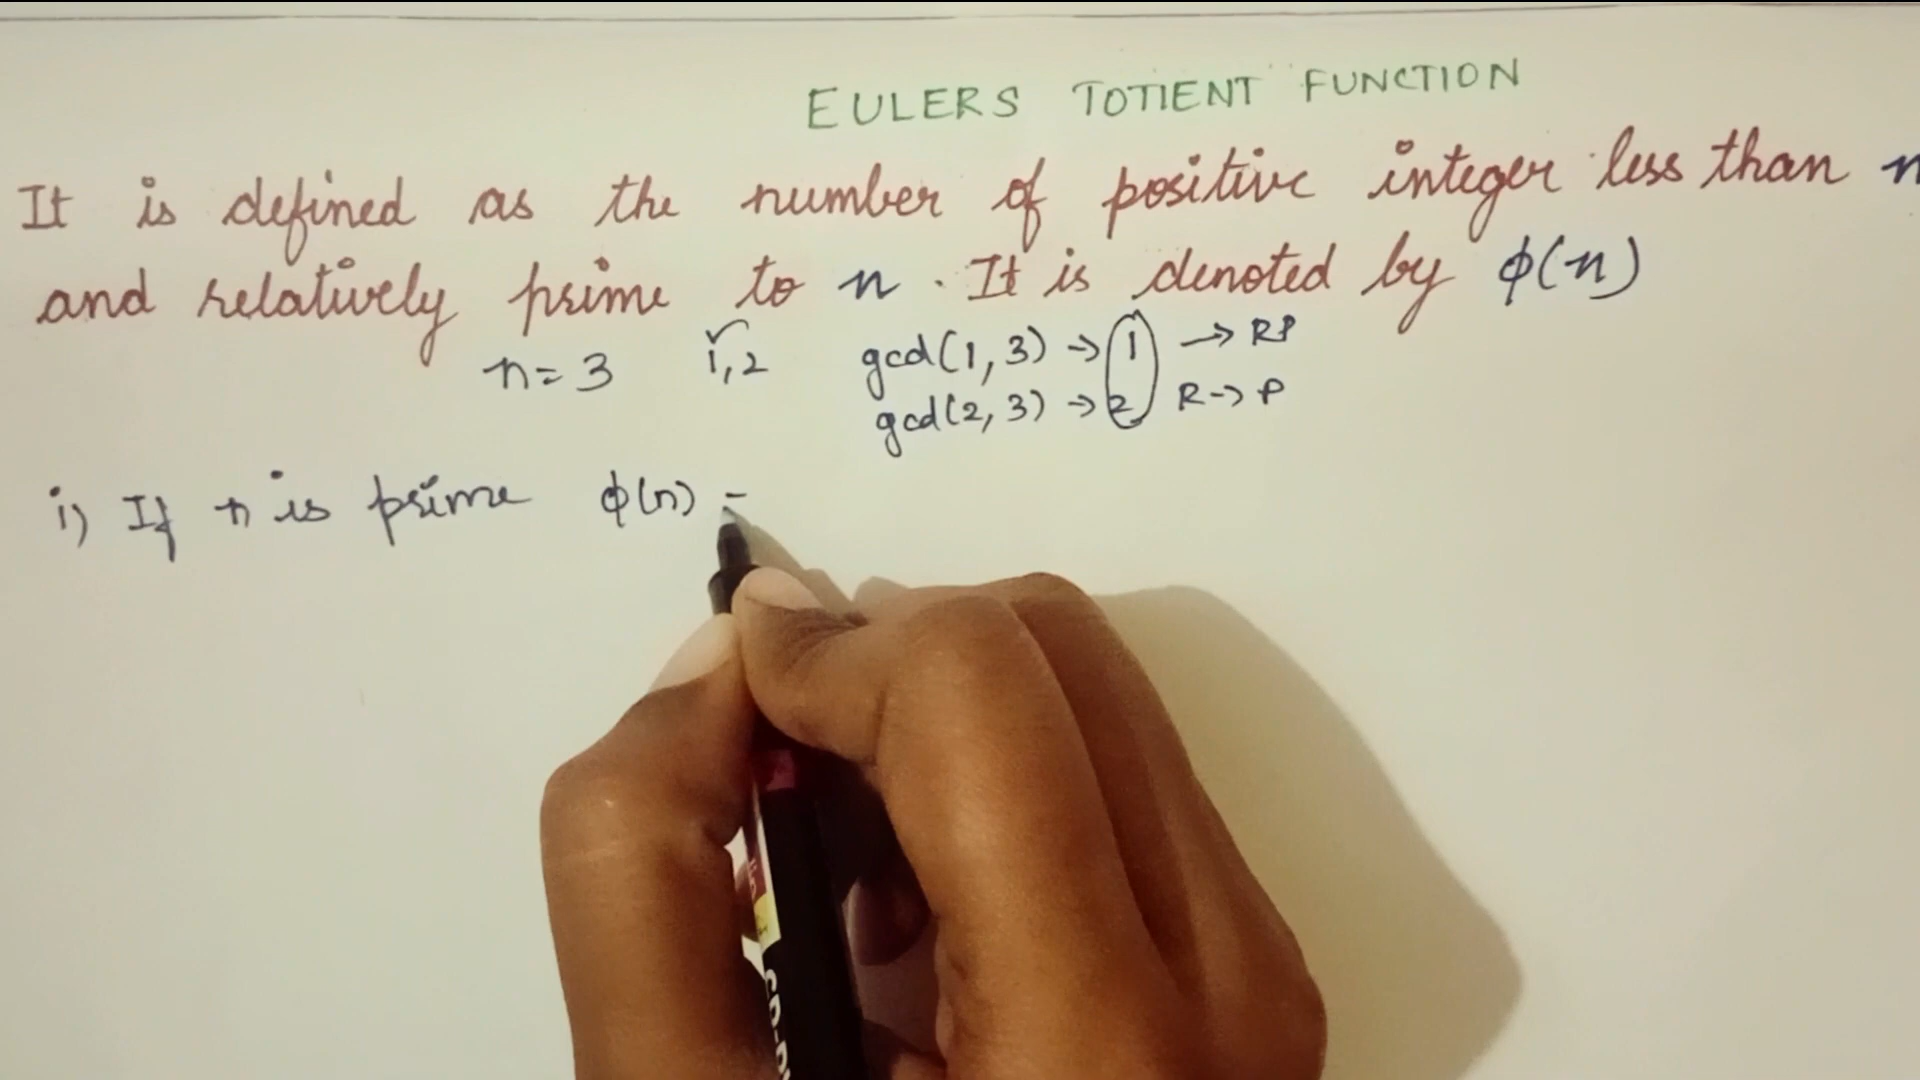 EULERS TOTIENT FUNCTION
It is defined as the number of positive integer less than n
and relatively prime to n. It is denoted by ϕ(n)
n=3 1,2 gcd(1,3) → 1 → RP
gcd(2,3) → 2 R → P
i) If n is prime ϕ(n) =
CD-D